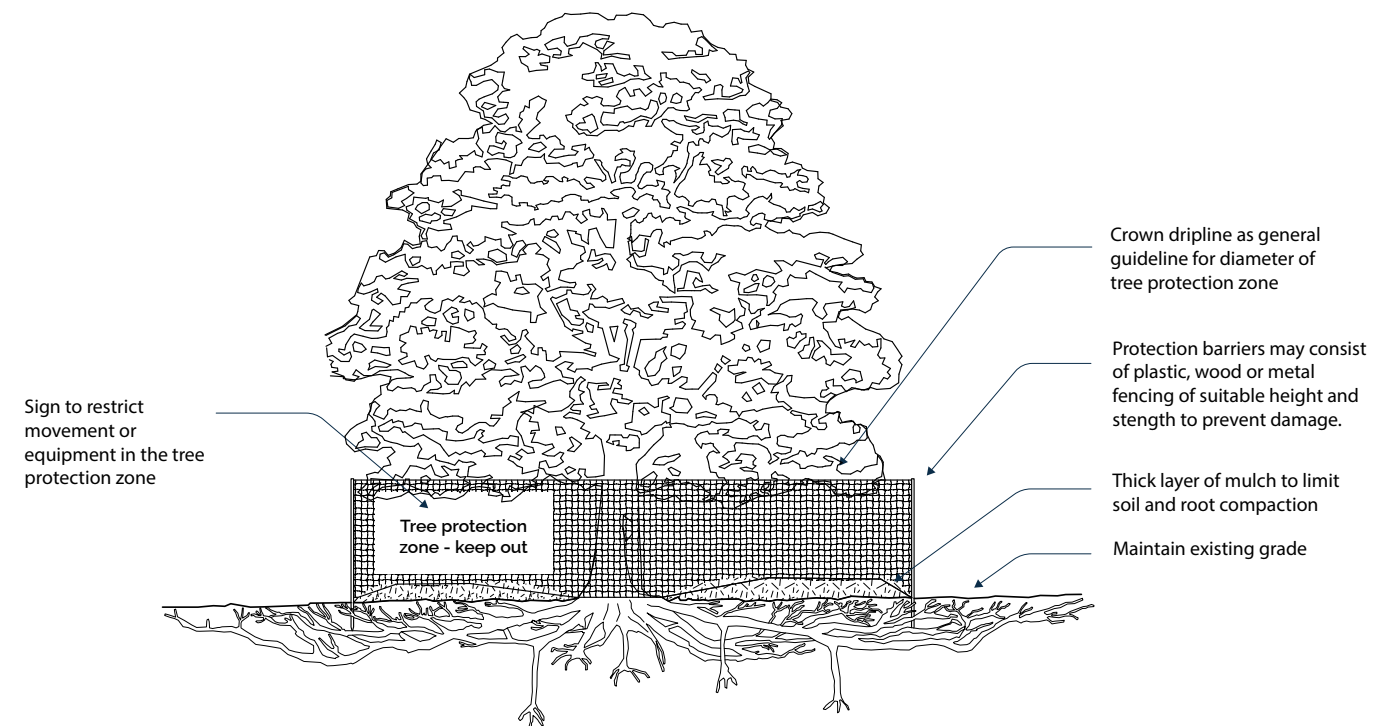 Crown dripline as general
guideline for diameter of
tree protection zone
Protection barriers may consist
of plastic, wood or metal
fencing of suitable height and
stength to prevent damage.
Sign to restrict
movement or
equipment in the tree
protection zone
Thick layer of mulch to limit
soil and root compaction
Tree protection
zone - keep out
Maintain existing grade